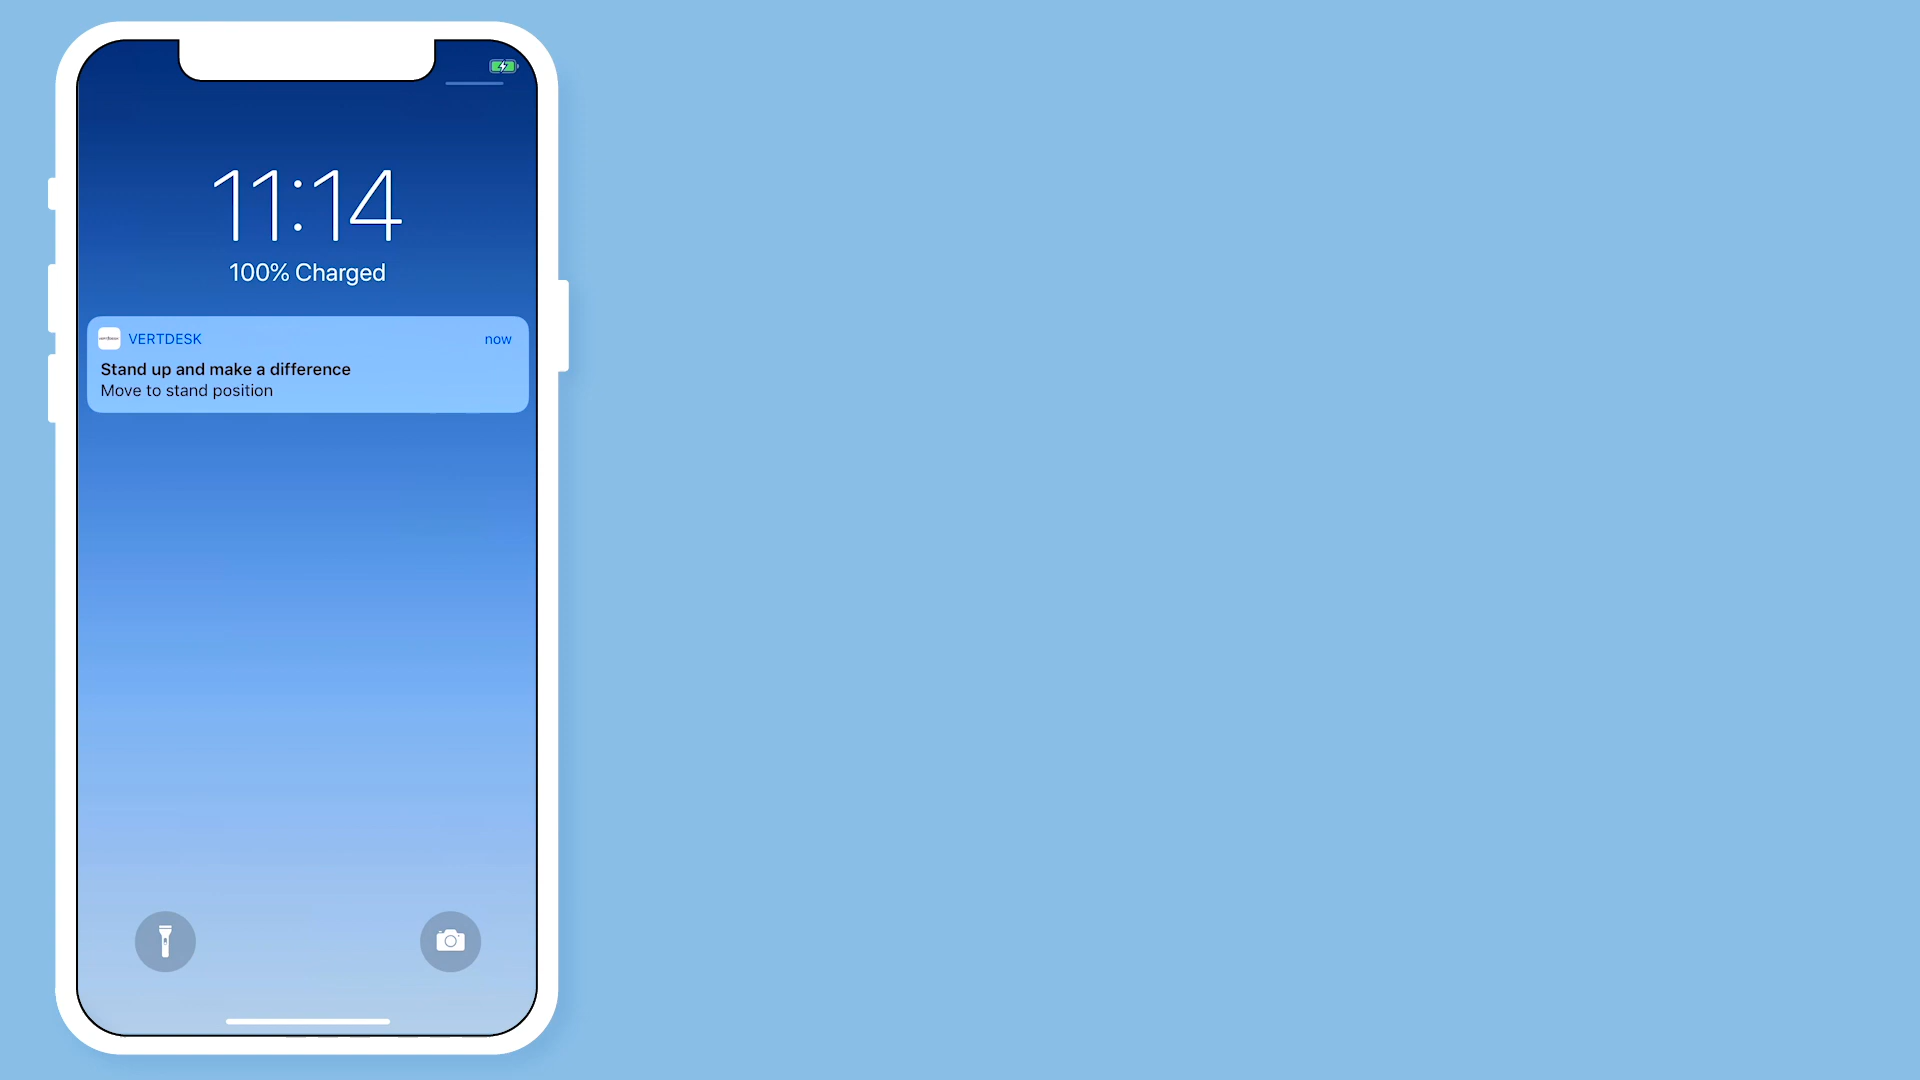 11:14
100% Charged
VERTDESK
now
Stand up and make a difference
Move to stand position